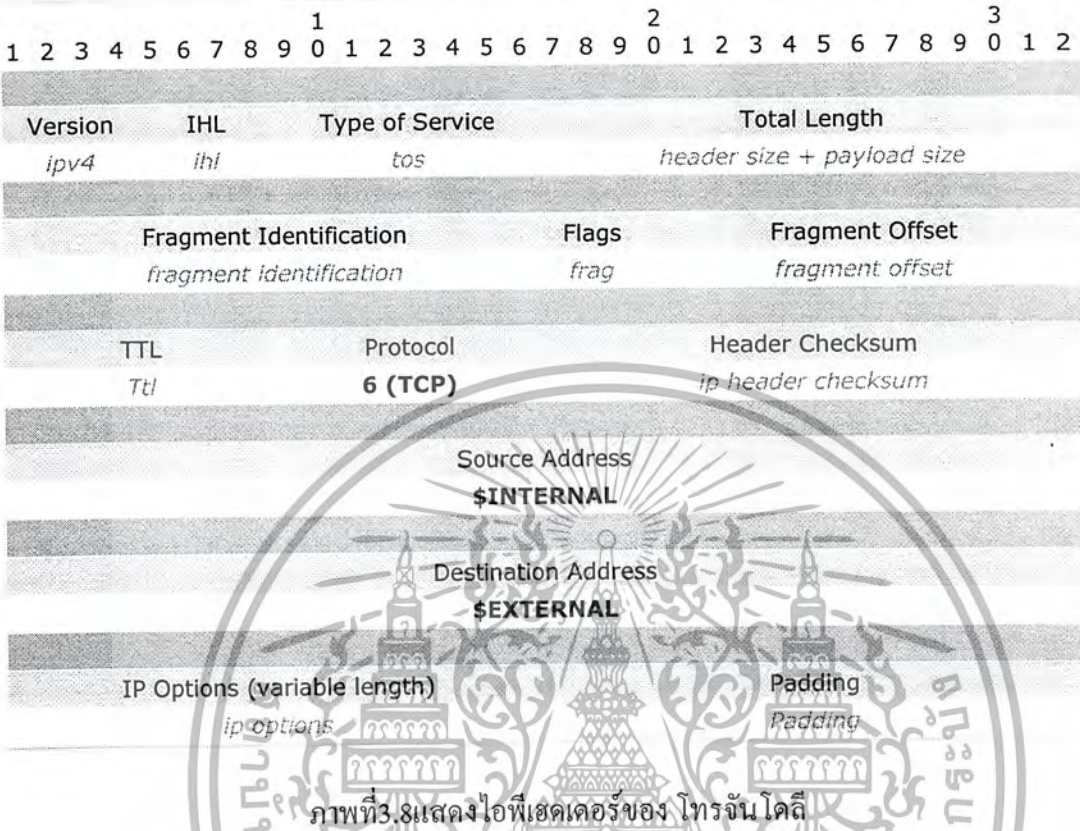 1 2 3
1 2 3 4 5 6 7 8 9 0 1 2 3 4 5 6 7 8 9 0 1 2 3 4 5 6 7 8 9 0 1 2
Version IHL Type of Service Total Length
ipv4 ihl tos header size + payload size
Fragment Identification Flags Fragment Offset
fragment identification frag fragment offset
TTL Protocol Header Checksum
Ttl 6 (TCP) ip header checksum
Source Address
$INTERNAL
Destination Address
$EXTERNAL
IP Options (variable length) Padding
ip options Padding
ภาพที่3.8แสดงไอพีเฮดเดอร์ของ โทรจันโดลี